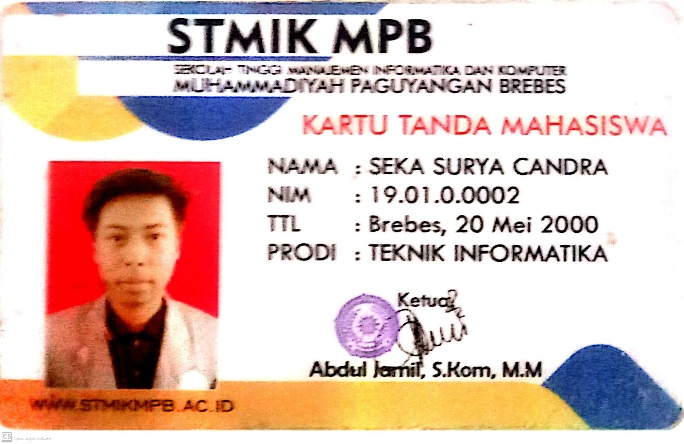 STMIK MPB
SEKOLAH TINGGI MANAJEMEN INFORMATIKA DAN KOMPUTER
MUHAMMADIYAH PAGUYANGAN BREBES
KARTU TANDA MAHASISWA
NAMA : SEKA SURYA CANDRA
NIM : 19.01.0.0002
TTL : Brebes, 20 Mei 2000
PRODI : TEKNIK INFORMATIKA
Ketua
Abdul Jamil, S.Kom, M.M
WWW.STMIKMPB.AC.ID
CS